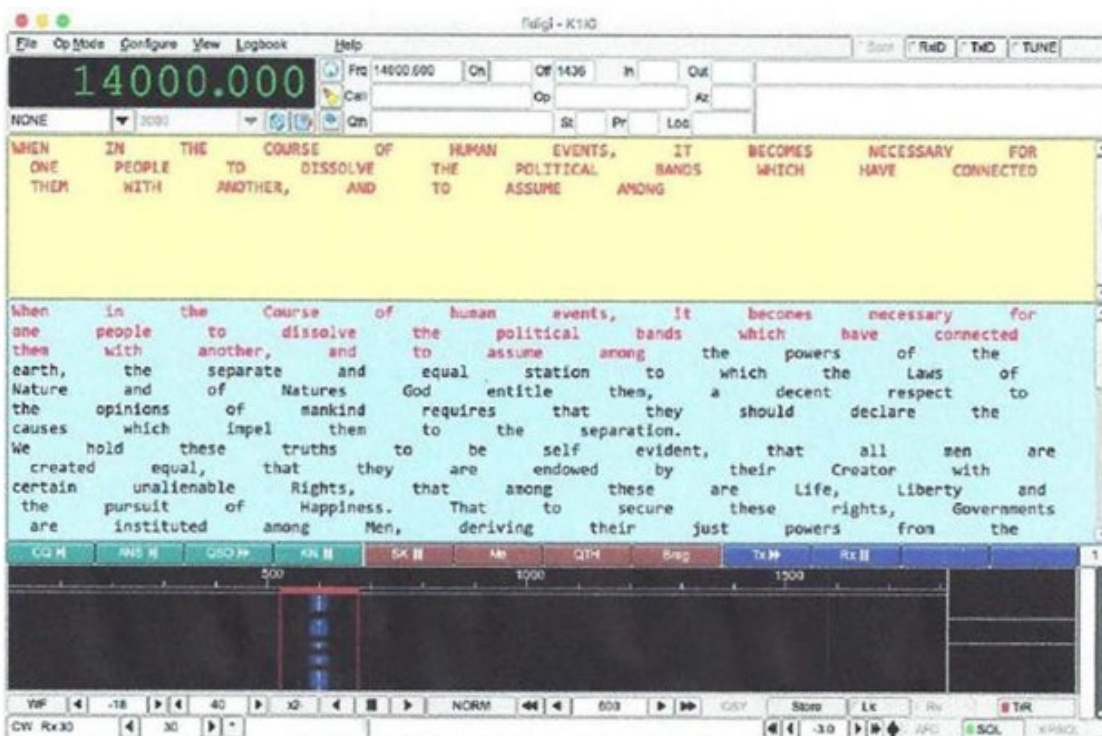 fldigi - K1IG
File Op Mode Configure View Logbook Help
Spot RxID TxID TUNE
14000.000
Frq 14000.600 On Off 1436 In Out
Call Op Az
NONE 3000 Qth St Pr Loc
WHEN IN THE COURSE OF HUMAN EVENTS, IT BECOMES NECESSARY FOR
ONE PEOPLE TO DISSOLVE THE POLITICAL BANDS WHICH HAVE CONNECTED
THEM WITH ANOTHER, AND TO ASSUME AMONG
When in the Course of human events, it becomes necessary for
one people to dissolve the political bands which have connected
them with another, and to assume among the powers of the
earth, the separate and equal station to which the Laws of
Nature and of Natures God entitle them, a decent respect to
the opinions of mankind requires that they should declare the
causes which impel them to the separation.
We hold these truths to be self evident, that all men are
created equal, that they are endowed by their Creator with
certain unalienable Rights, that among these are Life, Liberty and
the pursuit of Happiness. That to secure these rights, Governments
are instituted among Men, deriving their just powers from the
CQ ANS QSO KN SK Me QTH Brag Tx Rx 1
500 1000 1500
WF -18 40 x2 NORM 603 QSY Store Lk Rv T/R
CW Rx30 30 * -3.0 AFC SQL KPSQL